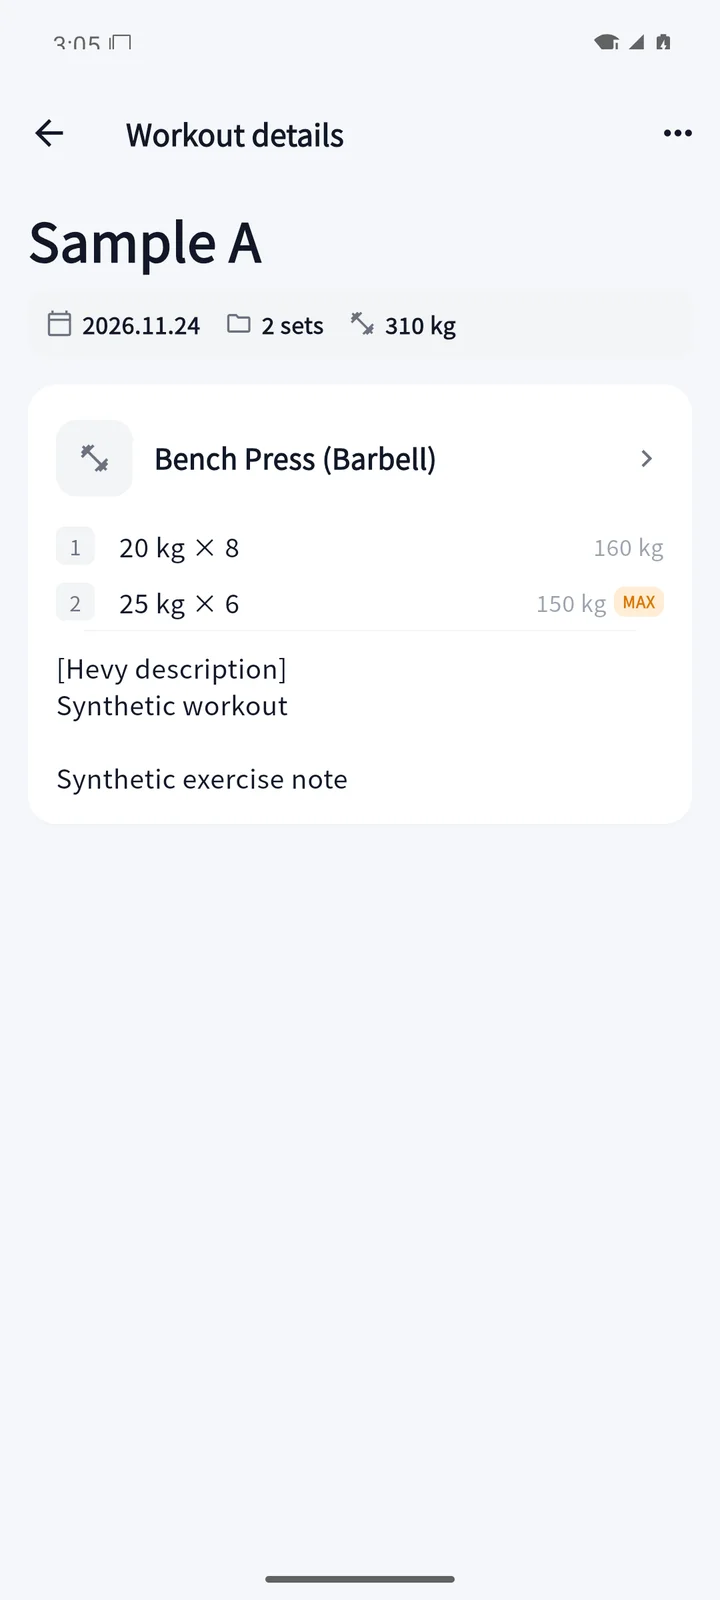 3:05
Workout details
Sample A
2026.11.24 2 sets 310 kg
Bench Press (Barbell)
1 20 kg × 8 160 kg
2 25 kg × 6 150 kg MAX
[Hevy description]
Synthetic workout
Synthetic exercise note